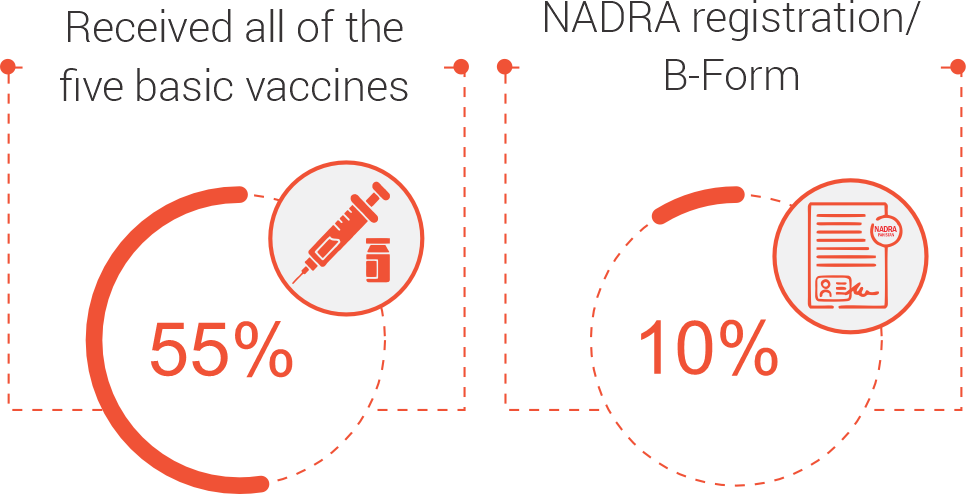 Received all of the
five basic vaccines
55%
NADRA registration/
B-Form
NADRA
10%